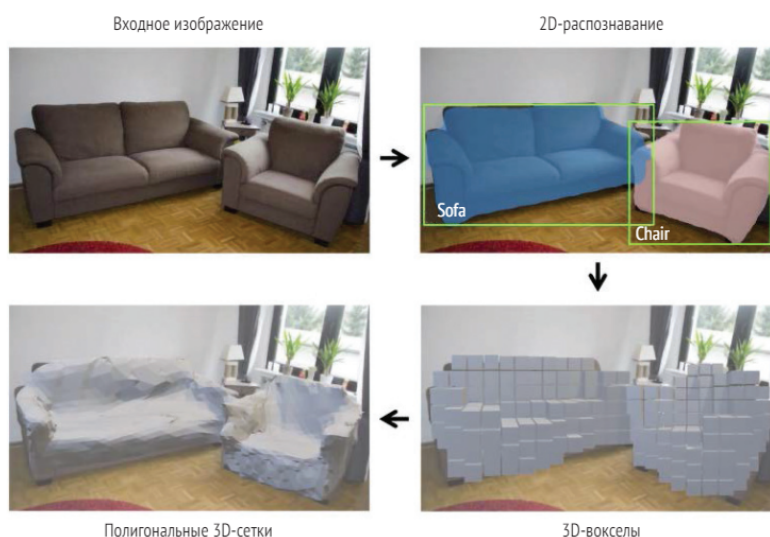 Входное изображение
2D-распознавание
Sofa
Chair
Полигональные 3D-сетки
3D-вокселы